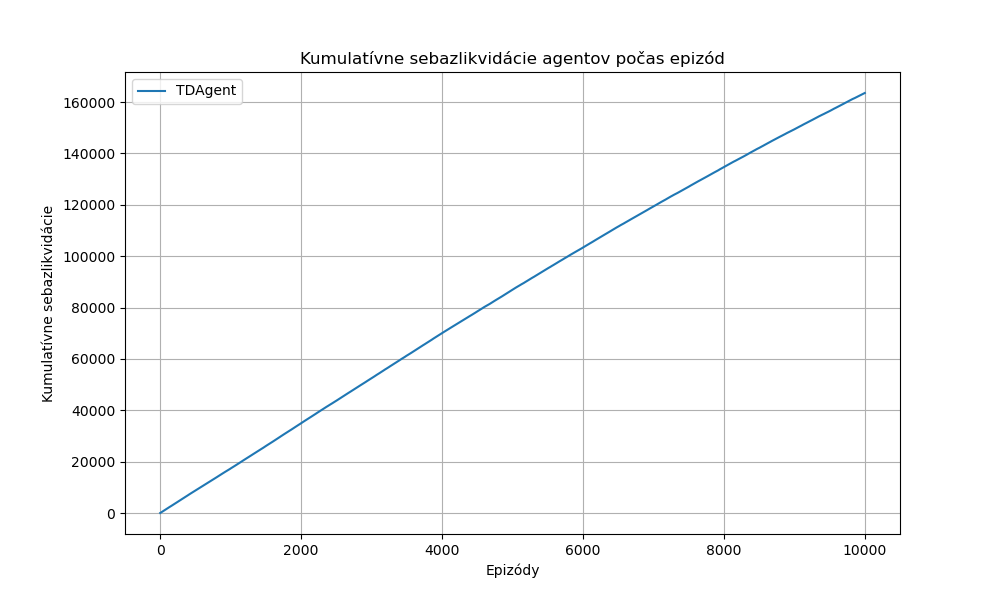 Kumulatívne sebazlikvidácie agentov počas epizód
TDAgent
Kumulatívne sebazlikvidácie
160000
140000
120000
100000
80000
60000
40000
20000
0
0 2000 4000 6000 8000 10000
Epizódy